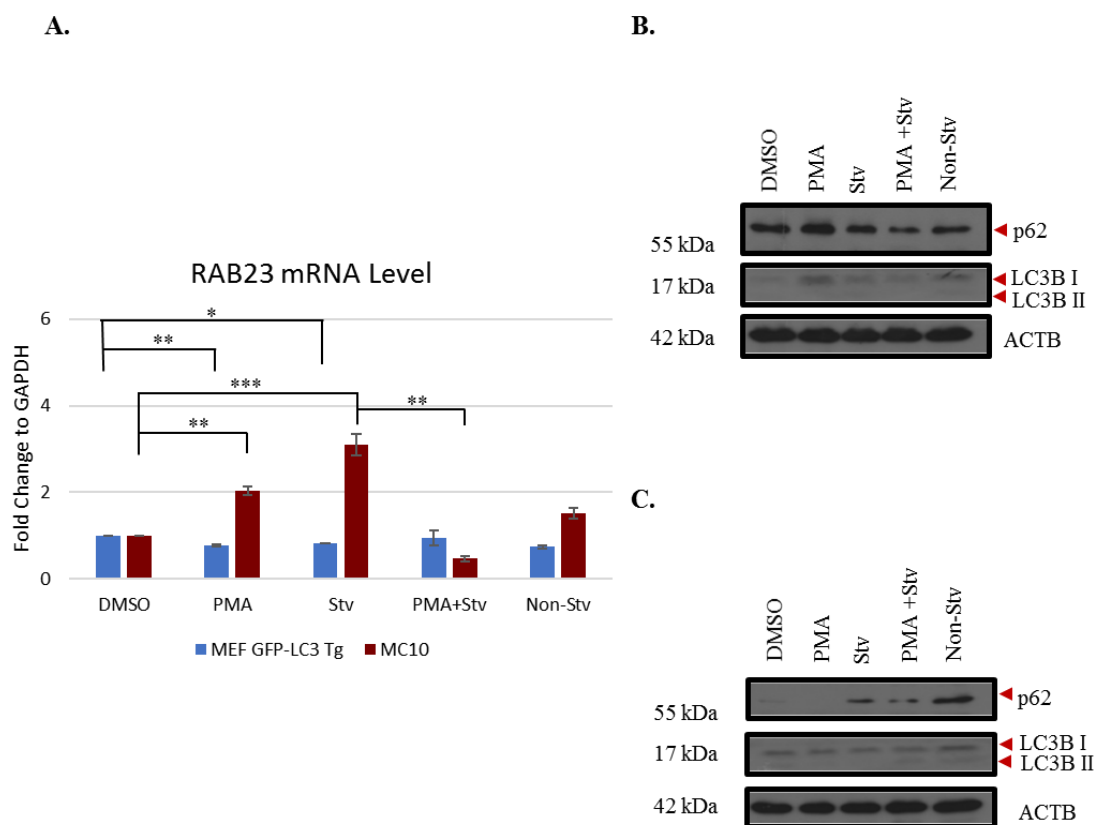 A.
RAB23 mRNA Level
Fold Change to GAPDH
6
4
2
0
*
**
***
**
**
DMSO PMA Stv PMA+Stv Non-Stv
MEF GFP-LC3 Tg MC10
B.
DMSO PMA Stv PMA +Stv Non-Stv
55 kDa p62
17 kDa LC3B I
LC3B II
42 kDa ACTB
C.
DMSO PMA Stv PMA +Stv Non-Stv
55 kDa p62
17 kDa LC3B I
LC3B II
42 kDa ACTB